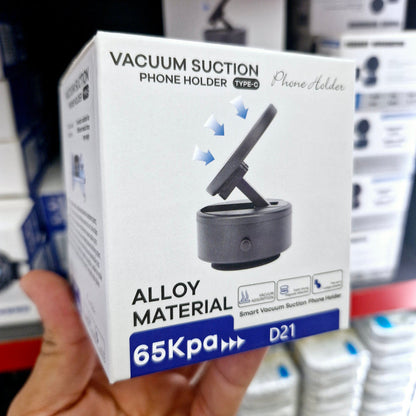 VACUUM SUCTION
PHONE HOLDER TYPE-C
Phone Holder
ALLOY
MATERIAL
Smart Vacuum Suction Phone Holder
65Kpa
D21